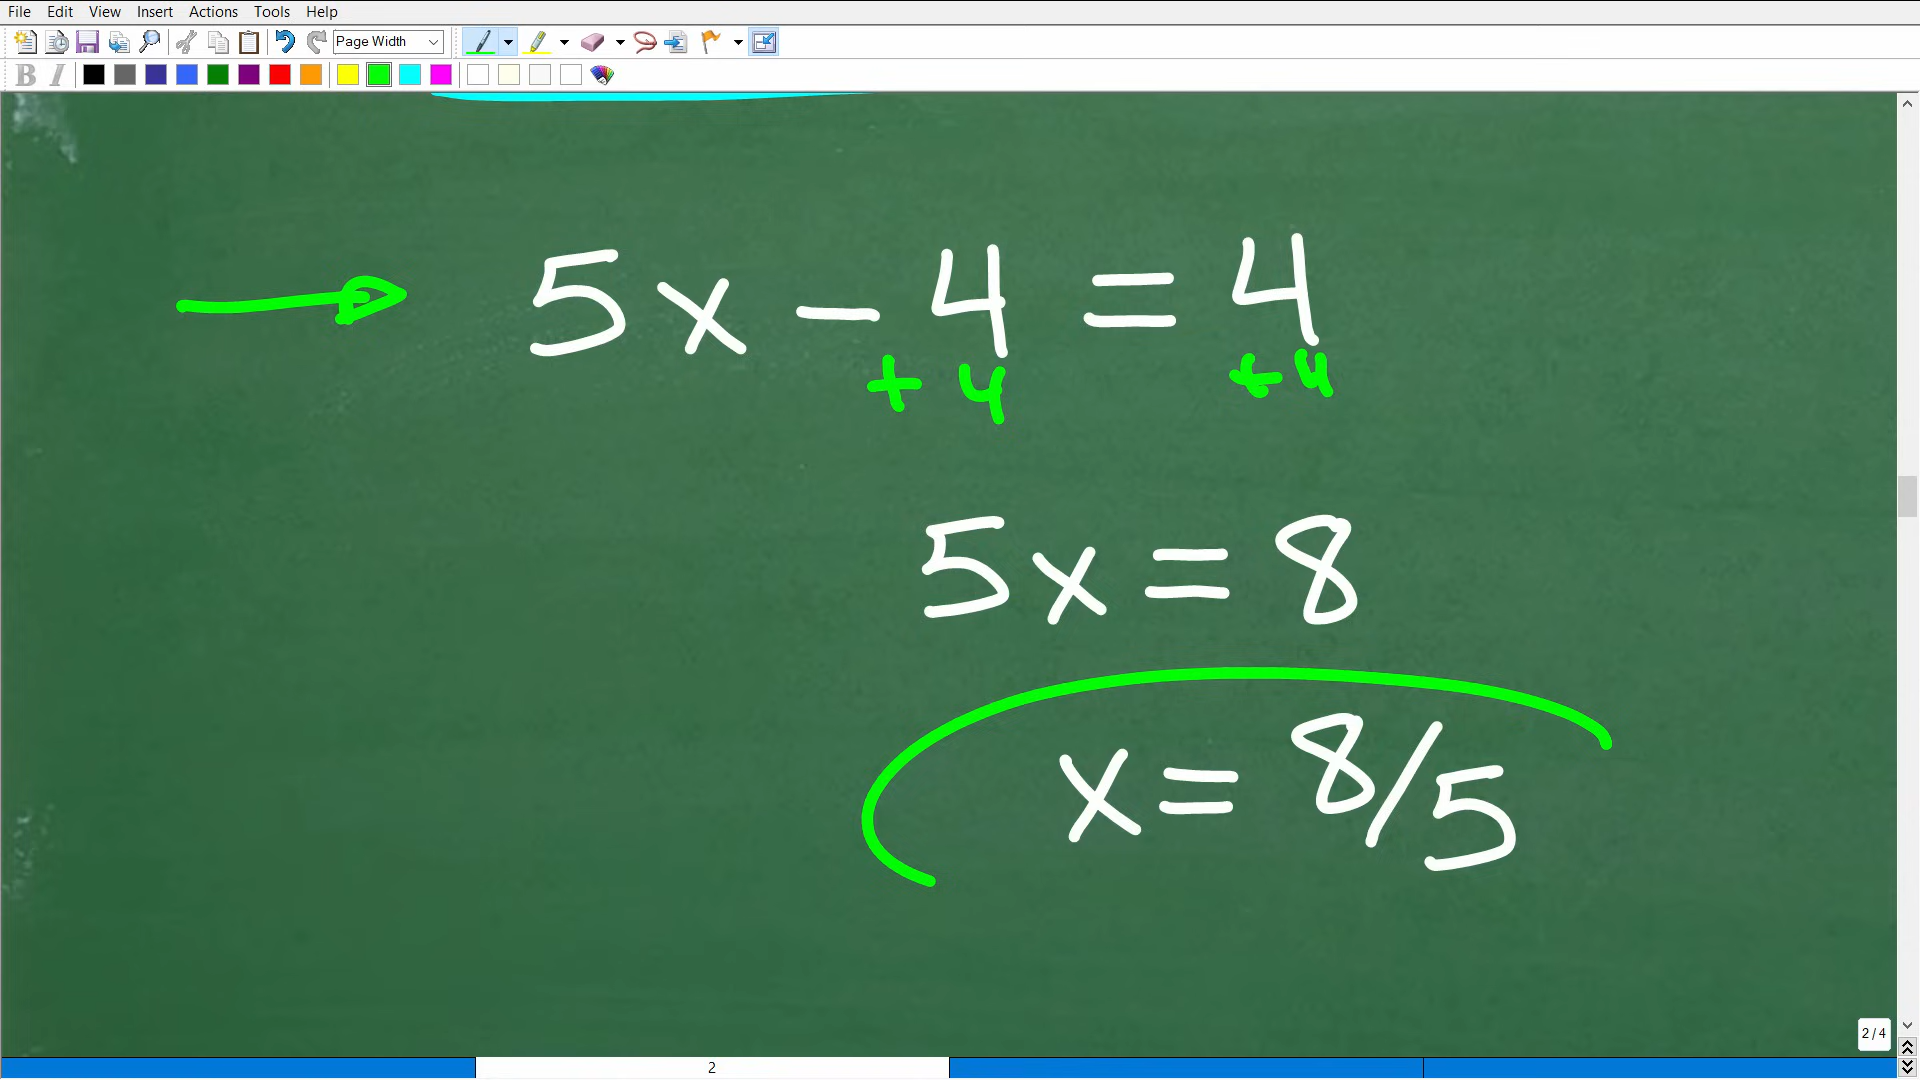 File Edit View Insert Actions Tools Help
Page Width
B I
5x - 4 = 4
+ 4 +4
5x = 8
x = 8/5
2 / 4
2